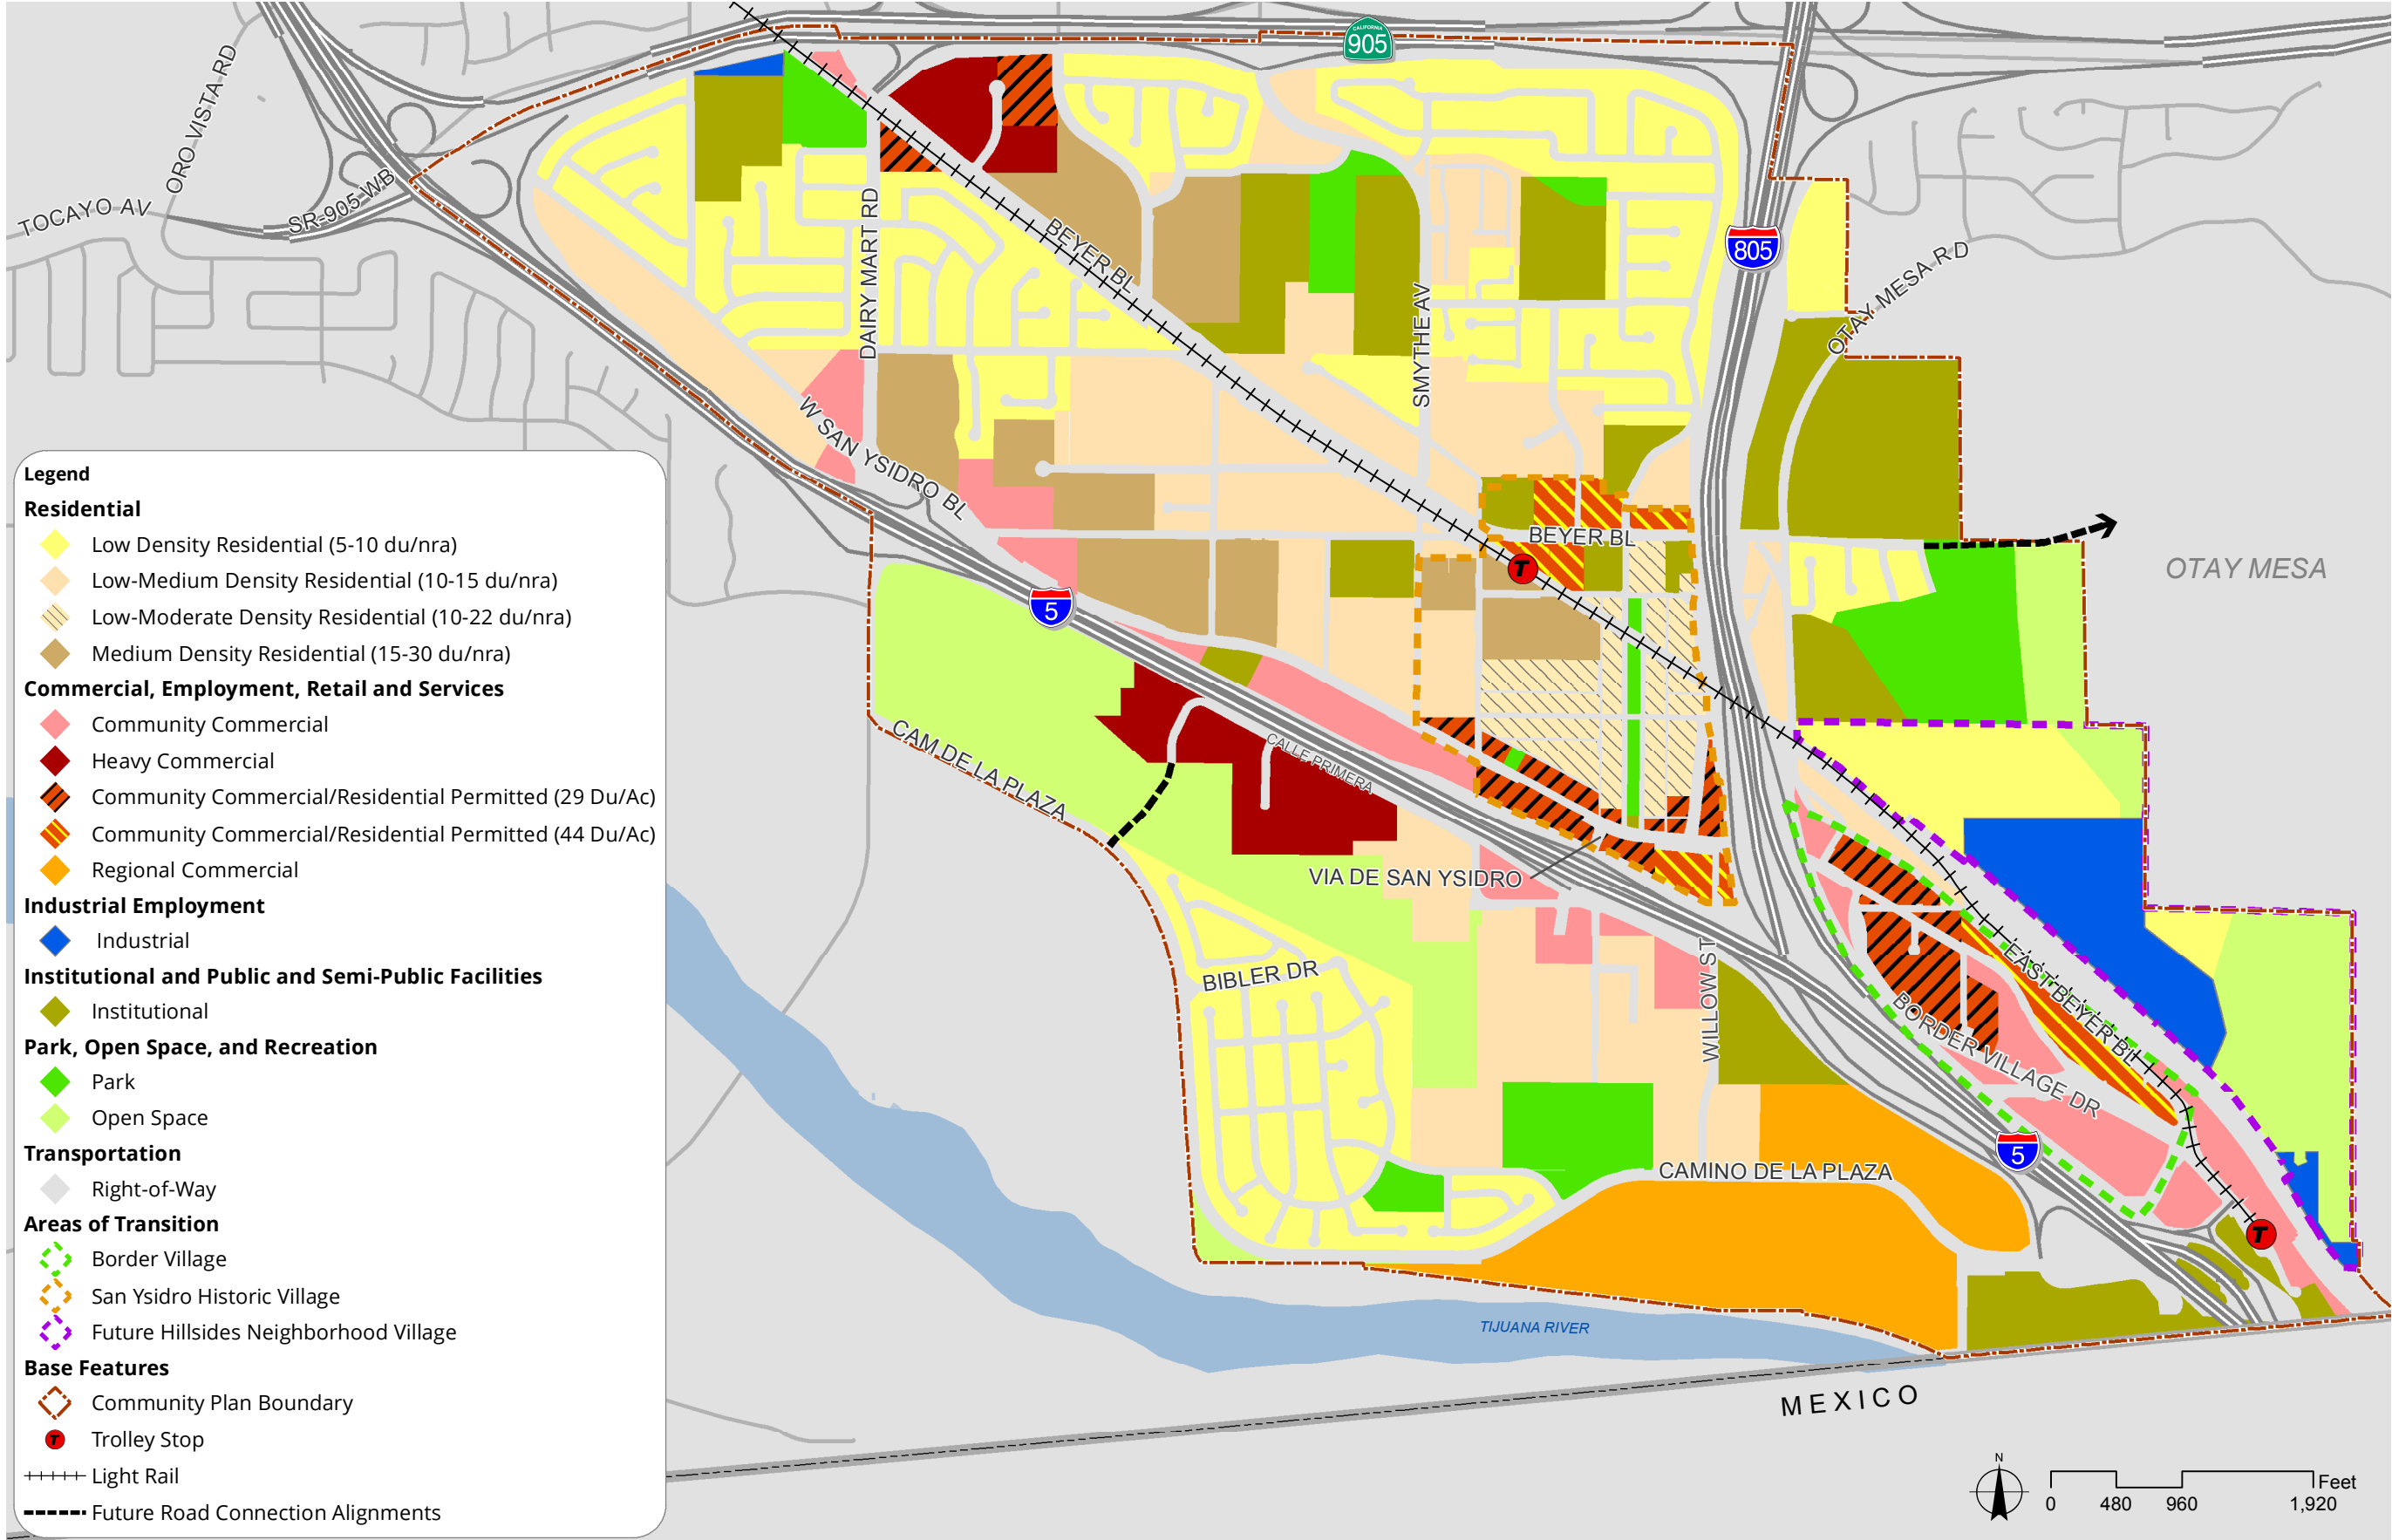 CALIFORNIA
905
ORO VISTA RD
TOCAYO AV
SR-905 WB
DAIRY MART RD
BEYER BL
SMYTHE AV
805
OTAY MESA RD
W SAN YSIDRO BL
BEYER BL
T
OTAY MESA
5
CAM DE LA PLAZA
CALLE PRIMERA
VIA DE SAN YSIDRO
BIBLER DR
WILLOW ST
EAST BEYER BL
BORDER VILLAGE DR
5
CAMINO DE LA PLAZA
T
TIJUANA RIVER
MEXICO
N
Feet
0 480 960 1,920
Legend
Residential
Low Density Residential (5-10 du/nra)
Low-Medium Density Residential (10-15 du/nra)
Low-Moderate Density Residential (10-22 du/nra)
Medium Density Residential (15-30 du/nra)
Commercial, Employment, Retail and Services
Community Commercial
Heavy Commercial
Community Commercial/Residential Permitted (29 Du/Ac)
Community Commercial/Residential Permitted (44 Du/Ac)
Regional Commercial
Industrial Employment
Industrial
Institutional and Public and Semi-Public Facilities
Institutional
Park, Open Space, and Recreation
Park
Open Space
Transportation
Right-of-Way
Areas of Transition
Border Village
San Ysidro Historic Village
Future Hillsides Neighborhood Village
Base Features
Community Plan Boundary
T Trolley Stop
Light Rail
Future Road Connection Alignments